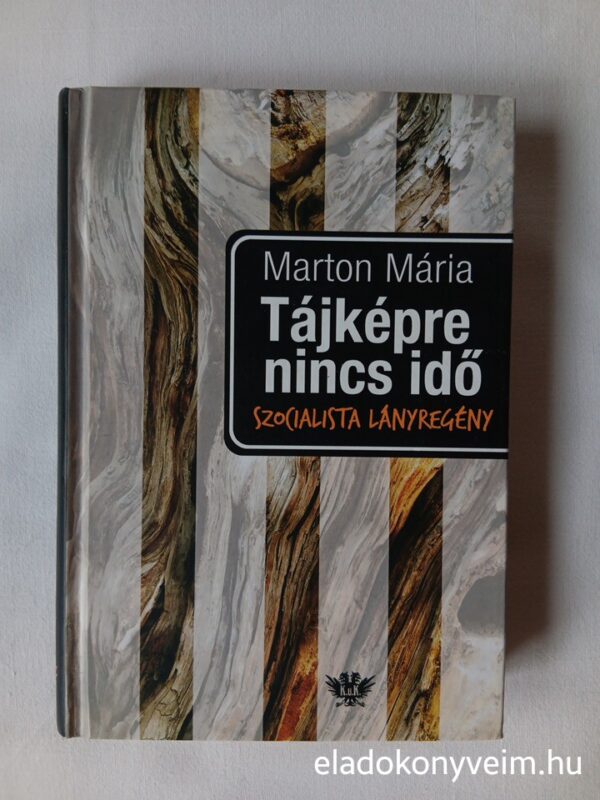 Marton Mária
Tájképre
nincs idő
SZOCIALISTA LÁNYREGÉNY
K.u.K.
eladokonyveim.hu